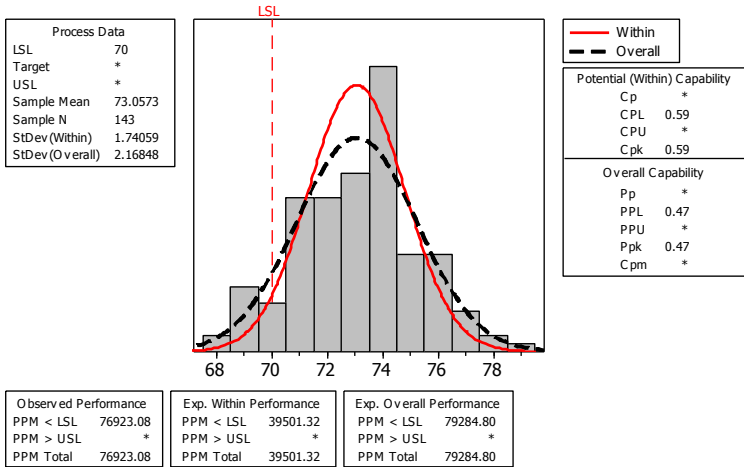 LSL
Process Data
LSL 70
Target *
USL *
Sample Mean 73.0573
Sample N 143
StDev(Within) 1.74059
StDev(Overall) 2.16848
Within
Overall
Potential (Within) Capability
Cp *
CPL 0.59
CPU *
Cpk 0.59
Overall Capability
Pp *
PPL 0.47
PPU *
Ppk 0.47
Cpm *
68 70 72 74 76 78
Observed Performance
PPM < LSL 76923.08
PPM > USL *
PPM Total 76923.08
Exp. Within Performance
PPM < LSL 39501.32
PPM > USL *
PPM Total 39501.32
Exp. Overall Performance
PPM < LSL 79284.80
PPM > USL *
PPM Total 79284.80